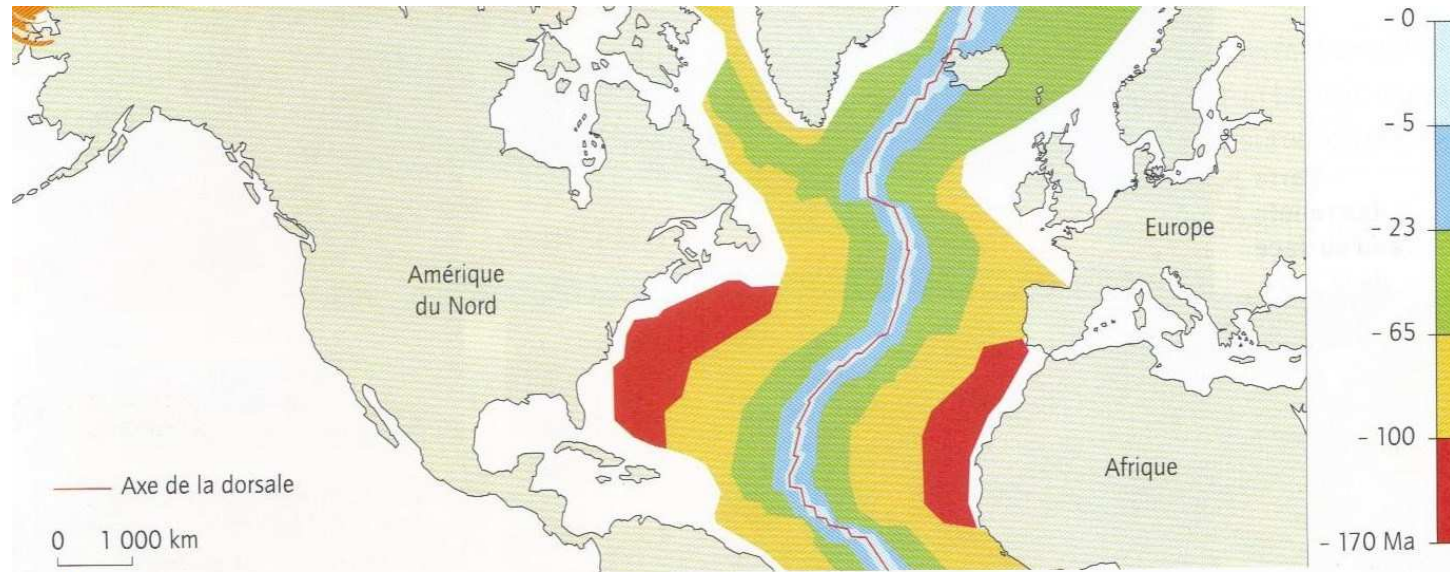 - 0
- 5
- 23
Europe
Amérique
du Nord
- 65
- 100
Afrique
Axe de la dorsale
0 1 000 km
- 170 Ma